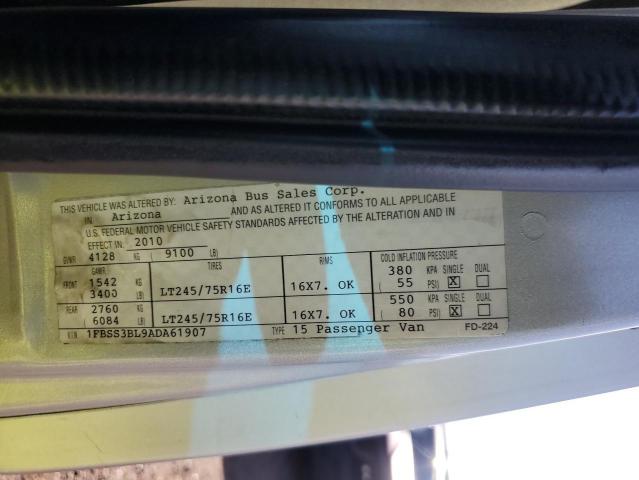 THIS VEHICLE WAS ALTERED BY: Arizona Bus Sales Corp.
IN Arizona AND AS ALTERED IT CONFORMS TO ALL APPLICABLE
U.S. FEDERAL MOTOR VEHICLE SAFETY STANDARDS AFFECTED BY THE ALTERATION AND IN
EFFECT IN: 2010
GVWR 4128 KG ( 9100 LB)
GAWR TIRES RIMS COLD INFLATION PRESSURE
FRONT 1542 KG 380 KPA SINGLE DUAL
( 3400 LB) LT245/75R16E 16X7. OK ( 55 PSI) X
REAR 2760 KG 550 KPA SINGLE DUAL
( 6084 LB) LT245/75R16E 16X7. OK ( 80 PSI) X
VIN 1FBSS3BL9ADA61907 TYPE 15 Passenger Van FD-224